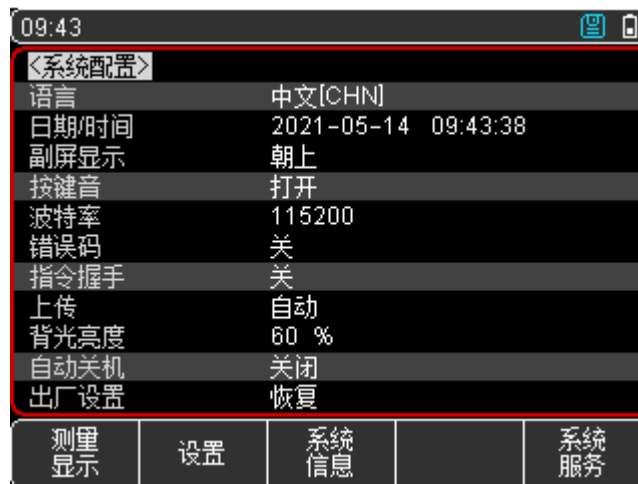 09:43
<系统配置>
语言 中文[CHN]
日期/时间 2021-05-14 09:43:38
副屏显示 朝上
按键音 打开
波特率 115200
错误码 关
指令握手 关
上传 自动
背光亮度 60 %
自动关机 关闭
出厂设置 恢复
测量显示 设置 系统信息 系统服务